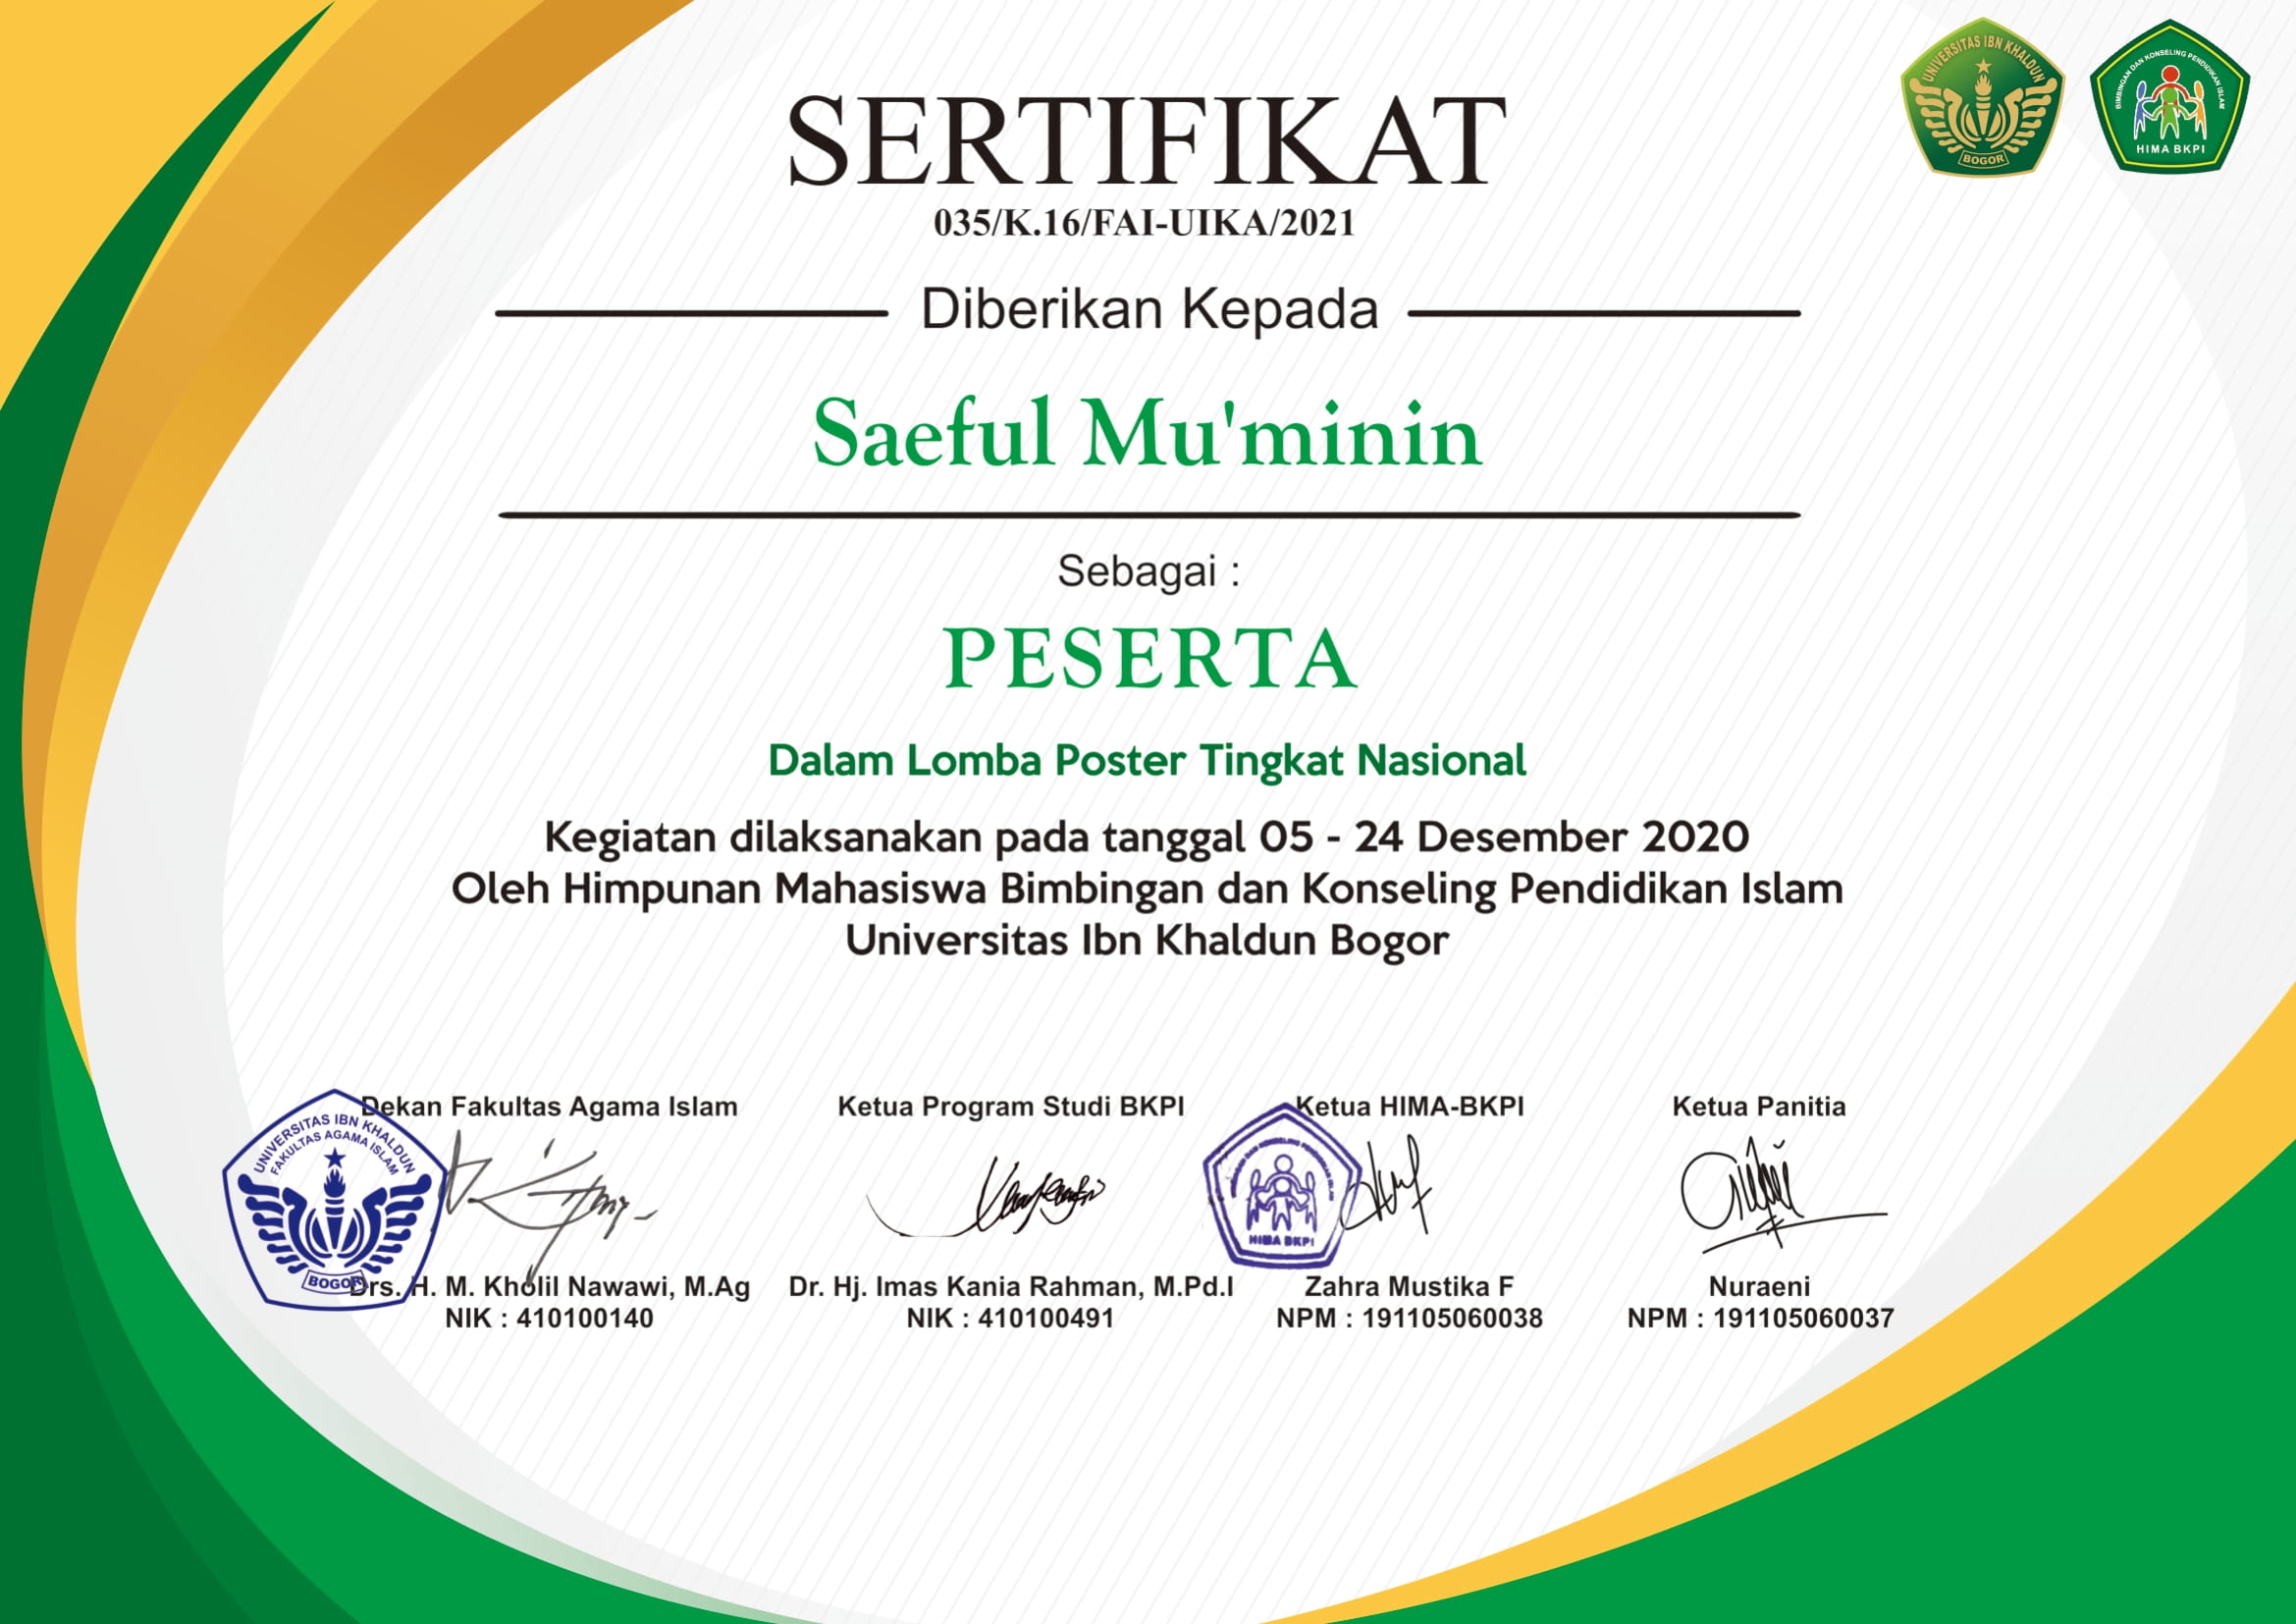 UNIVERSITAS IBN KHALDUN
BOGOR
BIMBINGAN DAN KONSELING PENDIDIKAN ISLAM
HIMA BKPI
SERTIFIKAT
035/K.16/FAI-UIKA/2021
Diberikan Kepada
Saeful Mu'minin
Sebagai :
PESERTA
Dalam Lomba Poster Tingkat Nasional
Kegiatan dilaksanakan pada tanggal 05 - 24 Desember 2020
Oleh Himpunan Mahasiswa Bimbingan dan Konseling Pendidikan Islam
Universitas Ibn Khaldun Bogor
Dekan Fakultas Agama Islam
Ketua Program Studi BKPI
Ketua HIMA-BKPI
Ketua Panitia
UNIVERSITAS IBN KHALDUN
FAKULTAS AGAMA ISLAM
BOGOR
HIMA BKPI
Drs. H. M. Kholil Nawawi, M.Ag
NIK : 410100140
Dr. Hj. Imas Kania Rahman, M.Pd.I
NIK : 410100491
Zahra Mustika F
NPM : 191105060038
Nuraeni
NPM : 191105060037